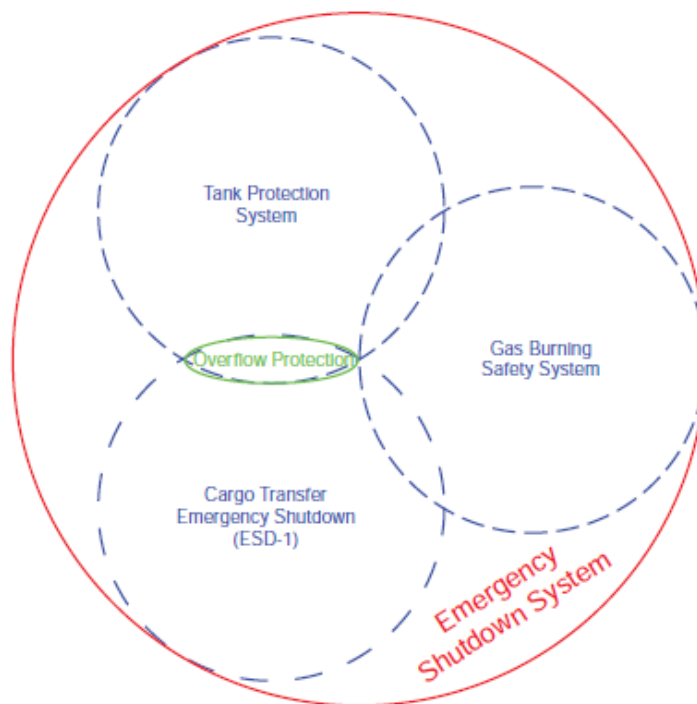 Tank Protection
System
Overflow Protection
Gas Burning
Safety System
Cargo Transfer
Emergency Shutdown
(ESD-1)
Emergency
Shutdown System